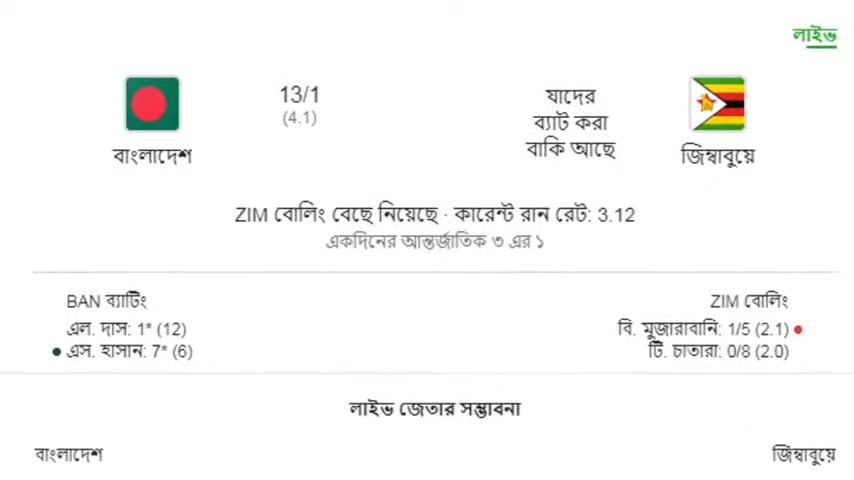 লাইভ
13/1
(4.1)
যাদের
ব্যাট করা
বাকি আছে
বাংলাদেশ
জিম্বাবুয়ে
ZIM বোলিং বেছে নিয়েছে · কারেন্ট রান রেট: 3.12
একদিনের আন্তর্জাতিক ৩ এর ১
BAN ব্যাটিং
ZIM বোলিং
এল. দাস: 1* (12)
বি. মুজারাবানি: 1/5 (2.1)
এস. হাসান: 7* (6)
টি. চাতারা: 0/8 (2.0)
লাইভ জেতার সম্ভাবনা
বাংলাদেশ
জিম্বাবুয়ে